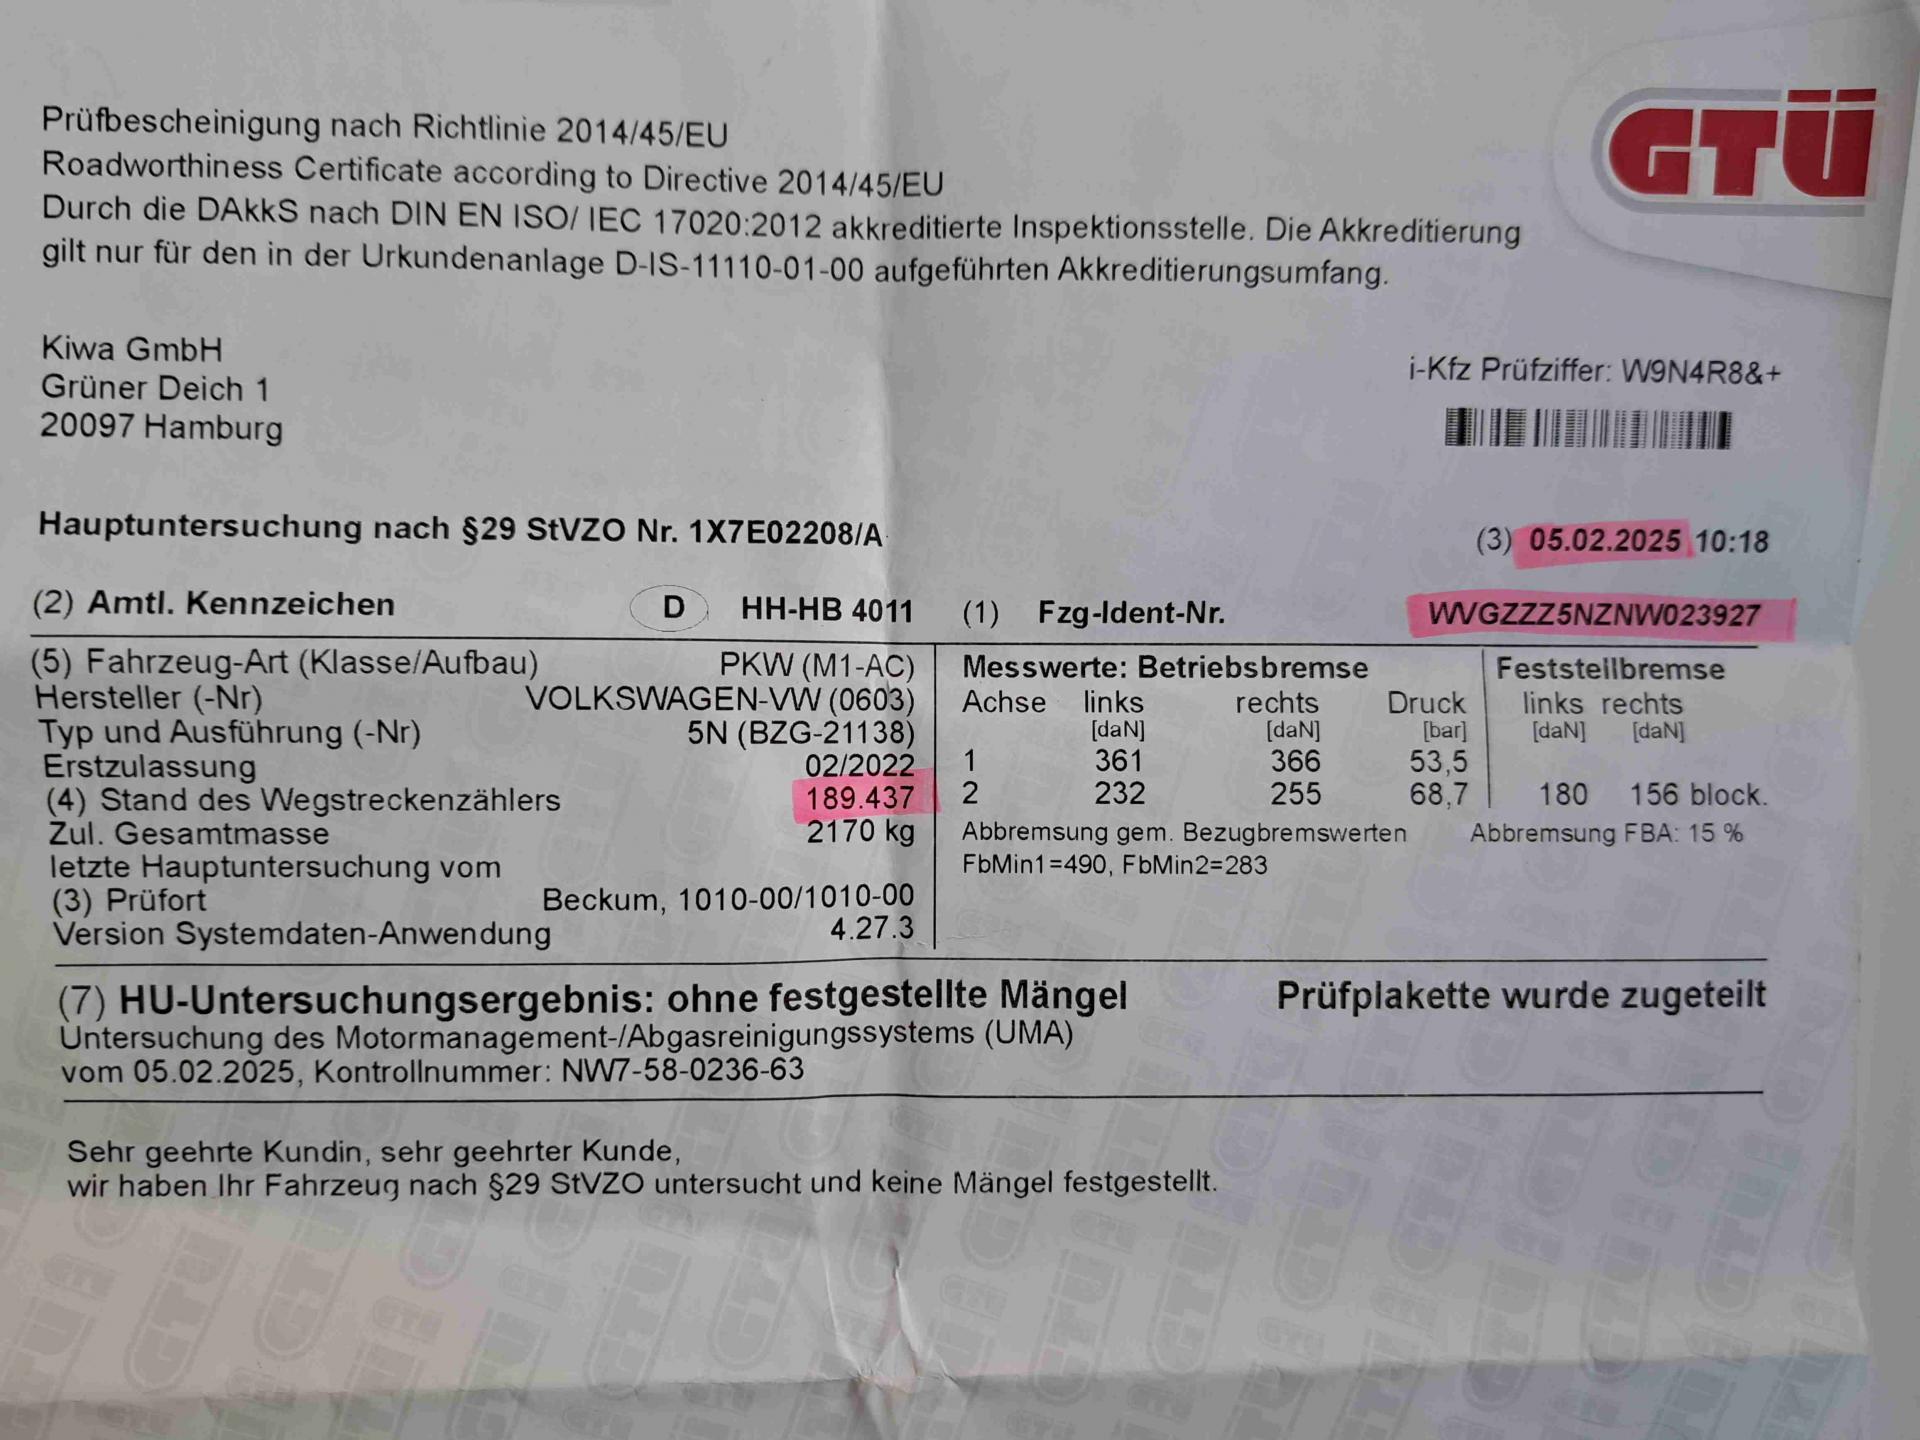 GTÜ
Prüfbescheinigung nach Richtlinie 2014/45/EU
Roadworthiness Certificate according to Directive 2014/45/EU
Durch die DAkkS nach DIN EN ISO/ IEC 17020:2012 akkreditierte Inspektionsstelle. Die Akkreditierung
gilt nur für den in der Urkundenanlage D-IS-11110-01-00 aufgeführten Akkreditierungsumfang.
Kiwa GmbH
Grüner Deich 1
20097 Hamburg
i-Kfz Prüfziffer: W9N4R8&+
Hauptuntersuchung nach §29 StVZO Nr. 1X7E02208/A (3) 05.02.2025 10:18
(2) Amtl. Kennzeichen D HH-HB 4011 (1) Fzg-Ident-Nr. WVGZZZ5NZNW023927
(5) Fahrzeug-Art (Klasse/Aufbau) PKW (M1-AC)
Hersteller (-Nr) VOLKSWAGEN-VW (0603)
Typ und Ausführung (-Nr) 5N (BZG-21138)
Erstzulassung 02/2022
(4) Stand des Wegstreckenzählers 189.437
Zul. Gesamtmasse 2170 kg
letzte Hauptuntersuchung vom
(3) Prüfort Beckum, 1010-00/1010-00
Version Systemdaten-Anwendung 4.27.3
Messwerte: Betriebsbremse Feststellbremse
Achse links rechts Druck links rechts
[daN] [daN] [bar] [daN] [daN]
1 361 366 53,5
2 232 255 68,7 180 156 block.
Abbremsung gem. Bezugbremswerten Abbremsung FBA: 15 %
FbMin1=490, FbMin2=283
(7) HU-Untersuchungsergebnis: ohne festgestellte Mängel Prüfplakette wurde zugeteilt
Untersuchung des Motormanagement-/Abgasreinigungssystems (UMA)
vom 05.02.2025, Kontrollnummer: NW7-58-0236-63
Sehr geehrte Kundin, sehr geehrter Kunde,
wir haben Ihr Fahrzeug nach §29 StVZO untersucht und keine Mängel festgestellt.